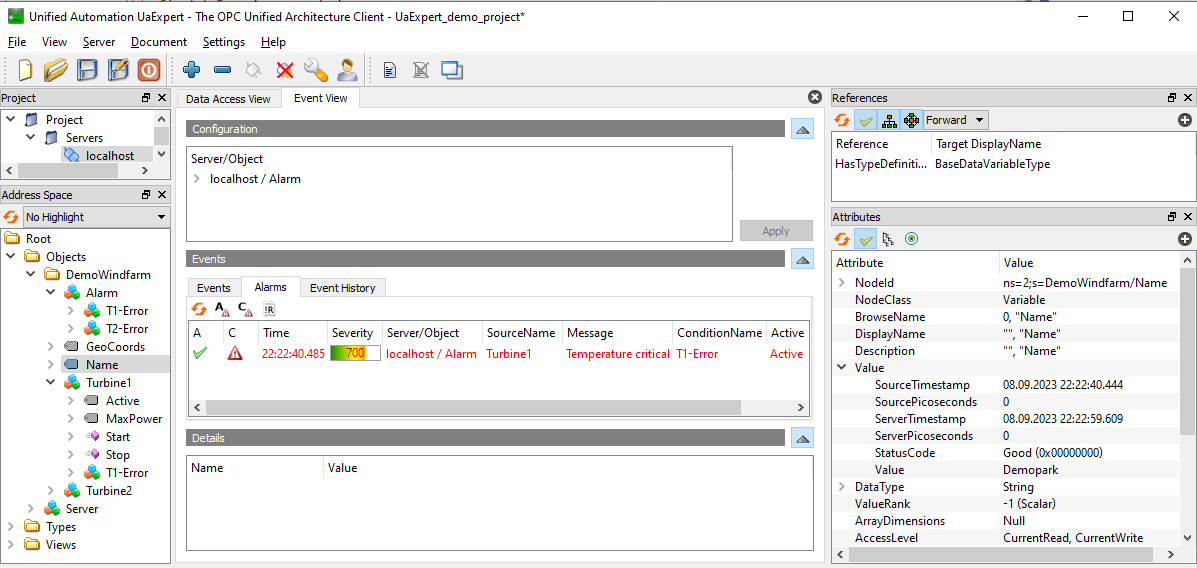 Unified Automation UaExpert - The OPC Unified Architecture Client - UaExpert_demo_project*
File View Server Document Settings Help
Project
Project
Servers
localhost
Address Space
No Highlight
Root
Objects
DemoWindfarm
Alarm
T1-Error
T2-Error
GeoCoords
Name
Turbine1
Active
MaxPower
Start
Stop
T1-Error
Turbine2
Server
Types
Views
Data Access View Event View
Configuration
Server/Object
localhost / Alarm
Apply
Events
Events Alarms Event History
A C !R
A C Time Severity Server/Object SourceName Message ConditionName Active
22:22:40.485 700 localhost / Alarm Turbine1 Temperature critical T1-Error Active
Details
Name Value
References
Forward
Reference Target DisplayName
HasTypeDefiniti... BaseDataVariableType
Attributes
Attribute Value
NodeId ns=2;s=DemoWindfarm/Name
NodeClass Variable
BrowseName 0, "Name"
DisplayName "", "Name"
Description "", "Name"
Value
SourceTimestamp 08.09.2023 22:22:40.444
SourcePicoseconds 0
ServerTimestamp 08.09.2023 22:22:59.609
ServerPicoseconds 0
StatusCode Good (0x00000000)
Value Demopark
DataType String
ValueRank -1 (Scalar)
ArrayDimensions Null
AccessLevel CurrentRead, CurrentWrite